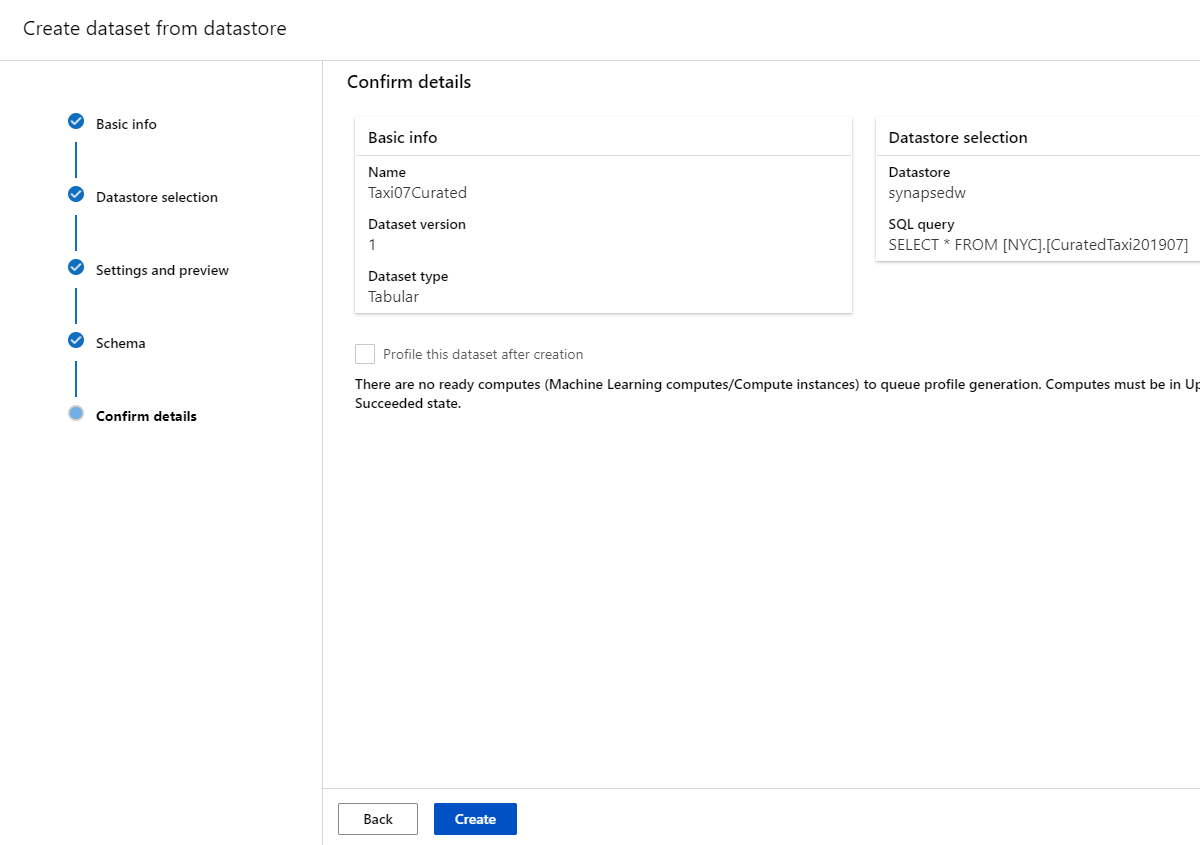 Create dataset from datastore
Basic info
Datastore selection
Settings and preview
Schema
Confirm details
Confirm details
Basic info
Name
Taxi07Curated
Dataset version
1
Dataset type
Tabular
Datastore selection
Datastore
synapsedw
SQL query
SELECT * FROM [NYC].[CuratedTaxi201907]
Profile this dataset after creation
There are no ready computes (Machine Learning computes/Compute instances) to queue profile generation. Computes must be in
Succeeded state.
Back
Create